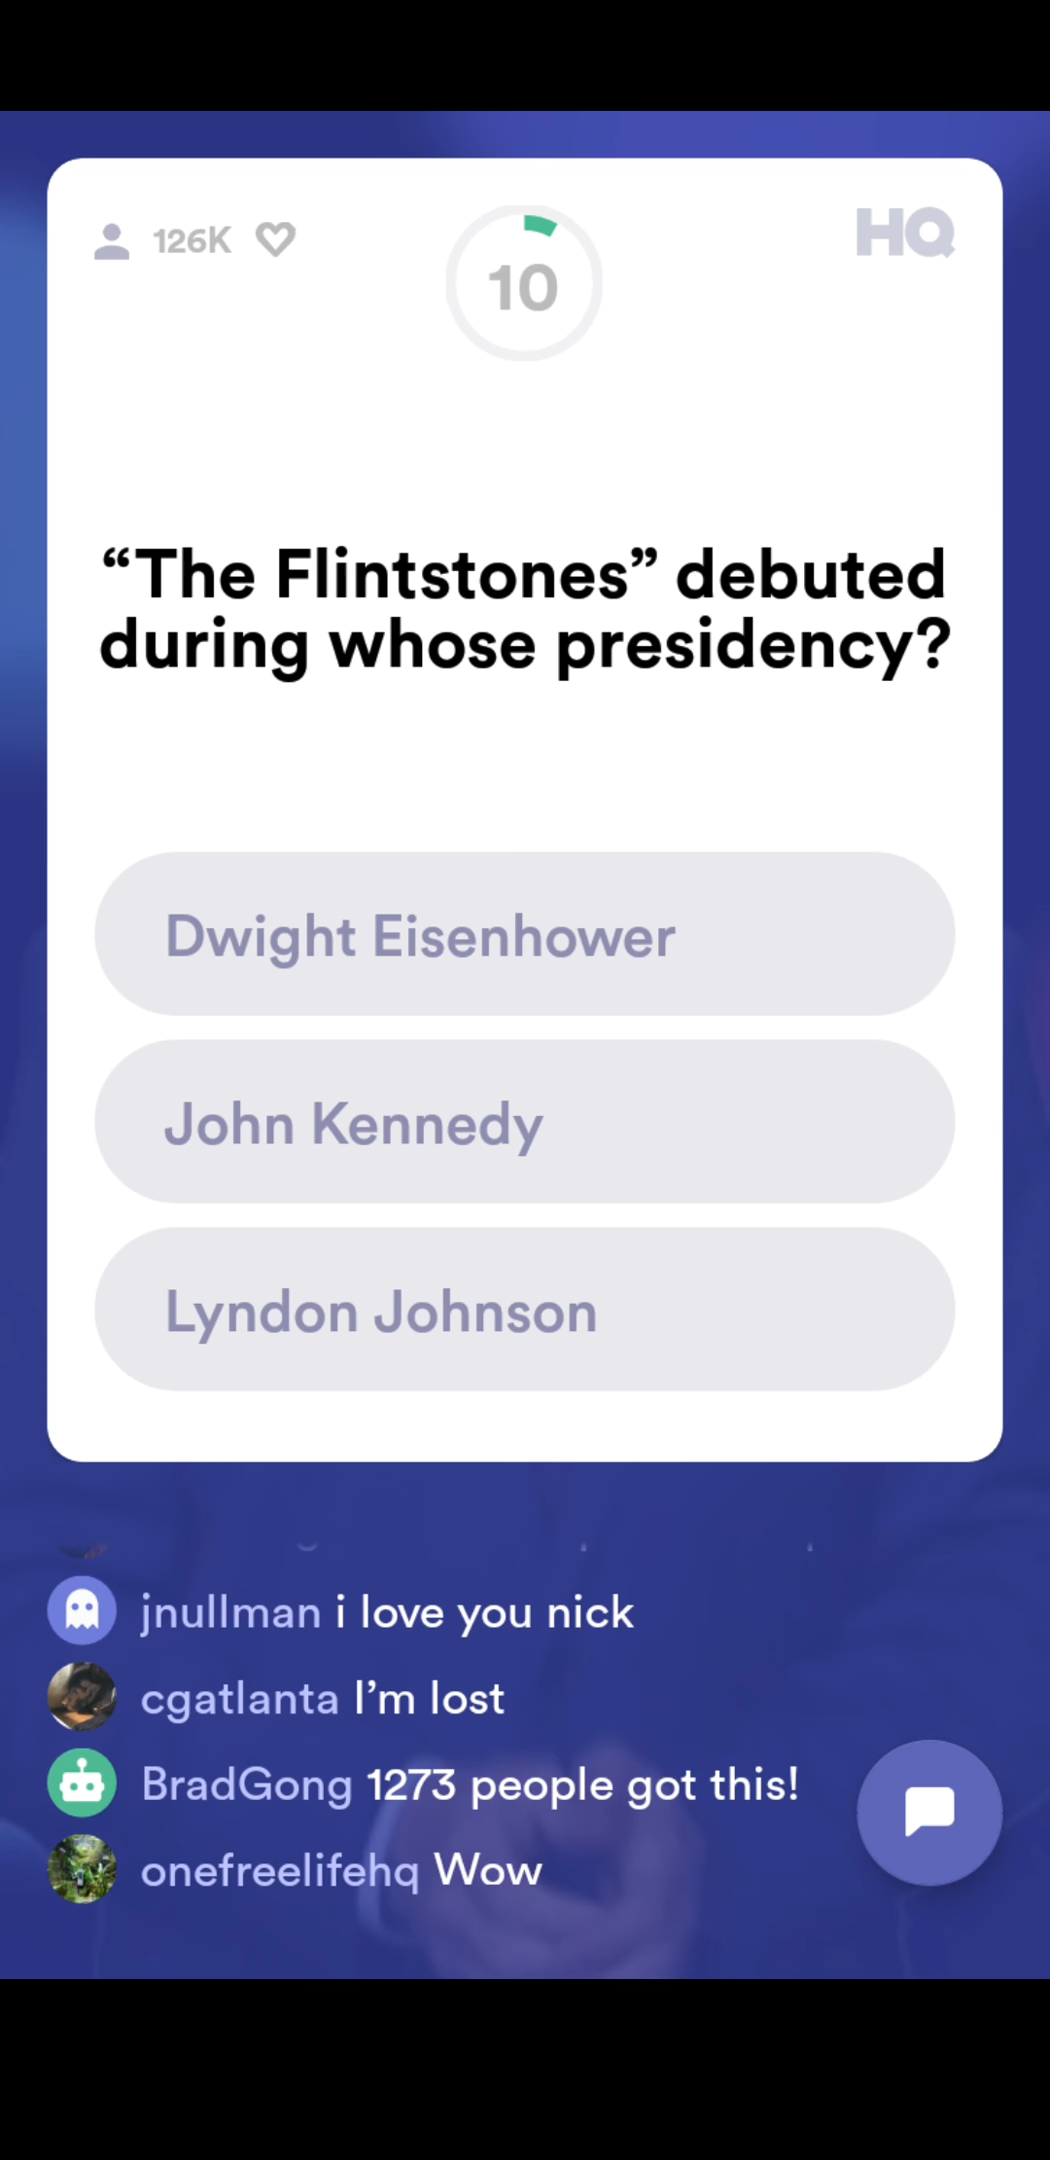 126K
10
HQ
“The Flintstones” debuted
during whose presidency?
Dwight Eisenhower
John Kennedy
Lyndon Johnson
jnullman i love you nick
cgatlanta I’m lost
BradGong 1273 people got this!
onefreelifehq Wow